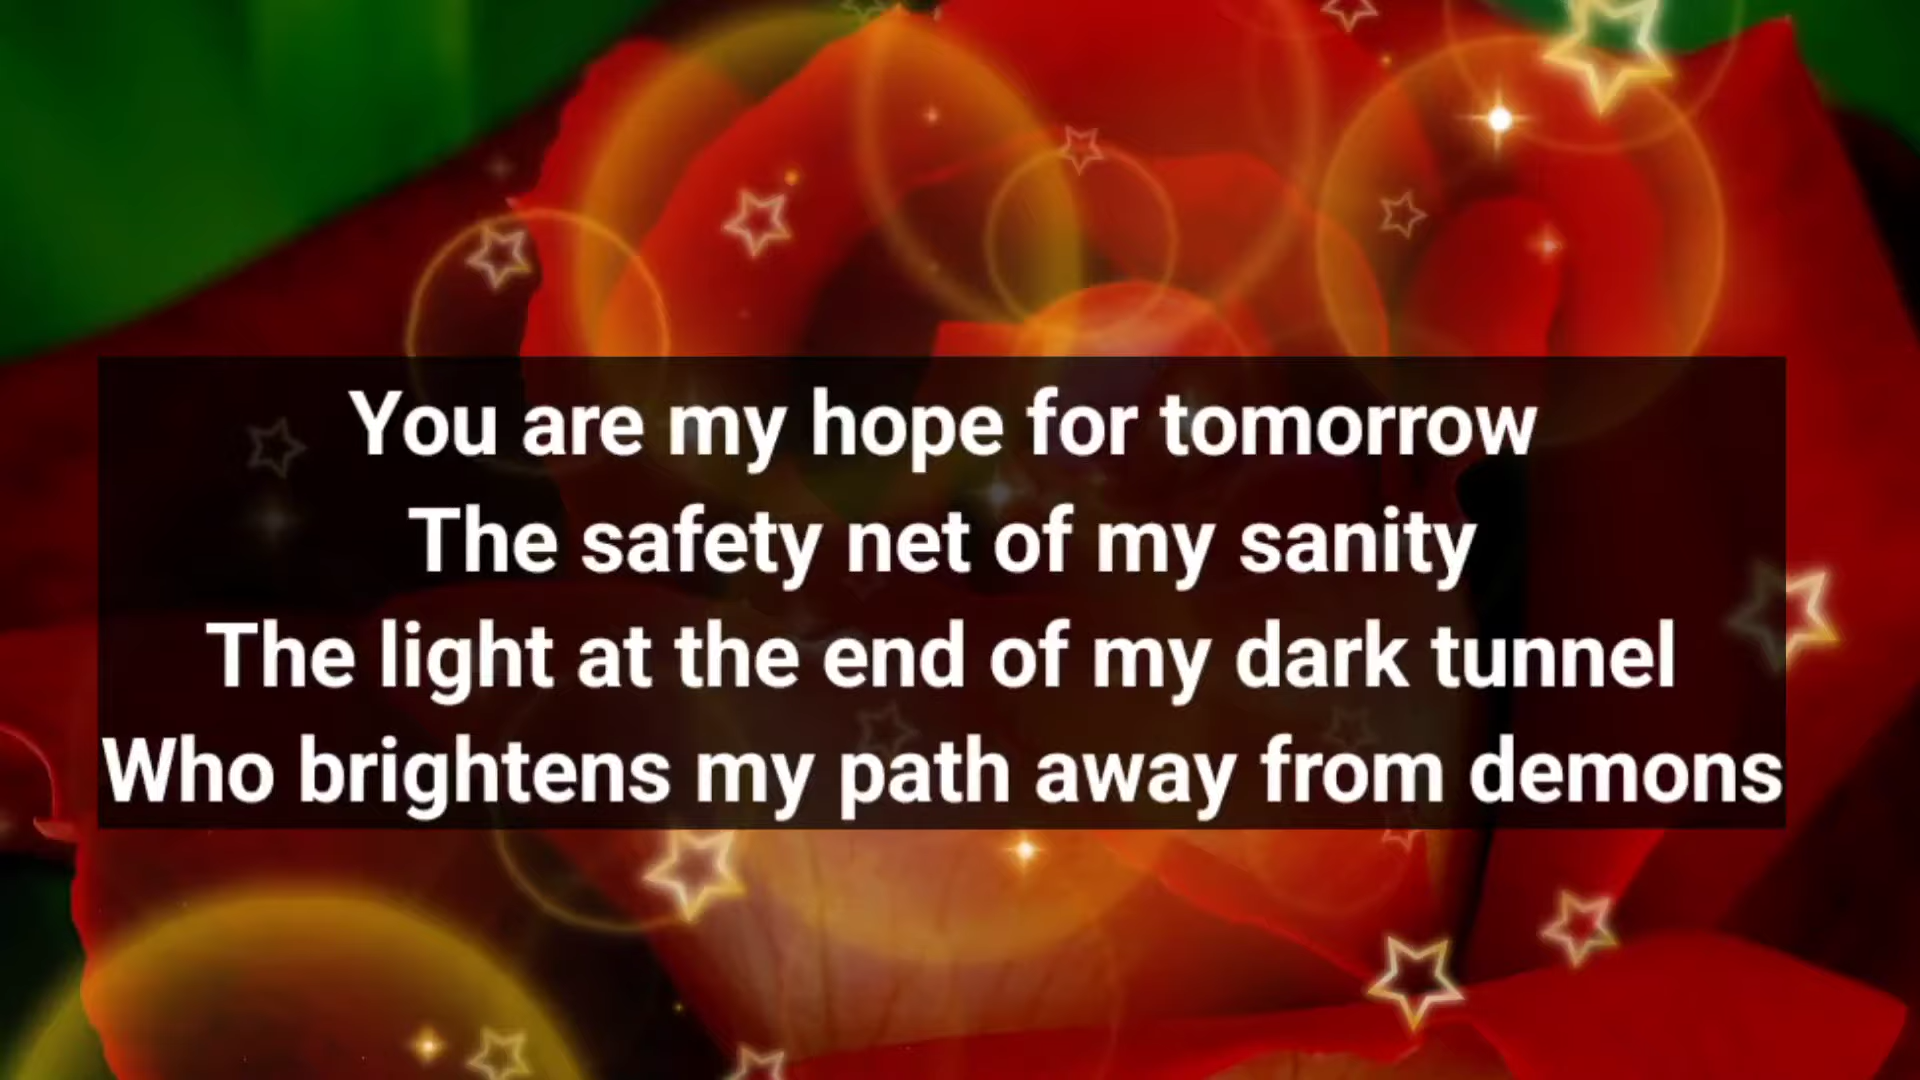 You are my hope for tomorrow
The safety net of my sanity
The light at the end of my dark tunnel
Who brightens my path away from demons